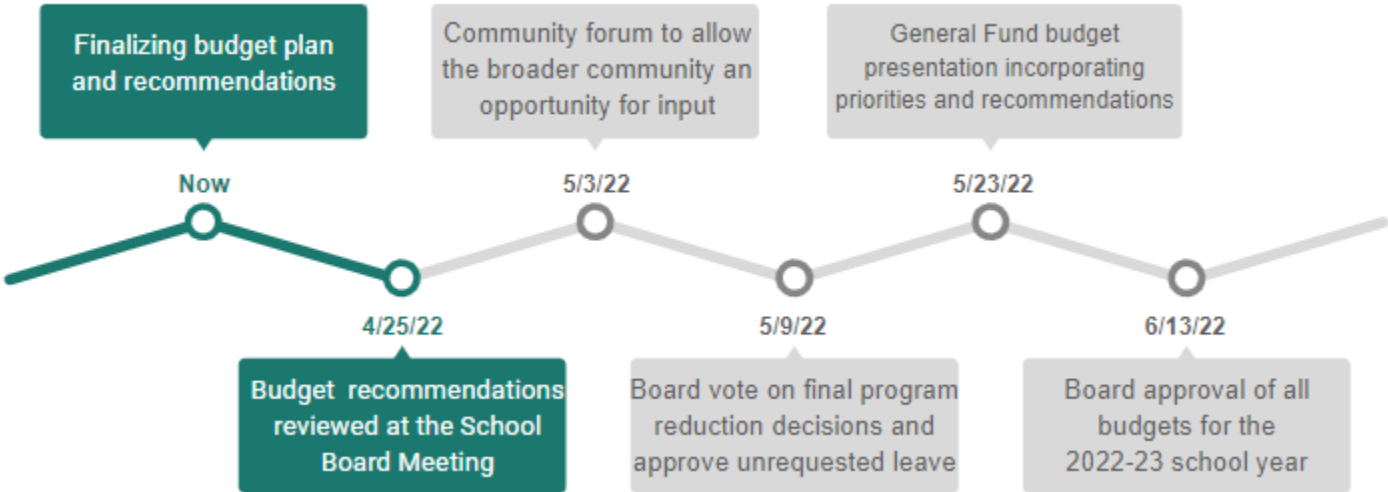 Finalizing budget plan
and recommendations
Now
Community forum to allow
the broader community an
opportunity for input
5/3/22
General Fund budget
presentation incorporating
priorities and recommendations
5/23/22
4/25/22
Budget recommendations
reviewed at the School
Board Meeting
5/9/22
Board vote on final program
reduction decisions and
approve unrequested leave
6/13/22
Board approval of all
budgets for the
2022-23 school year